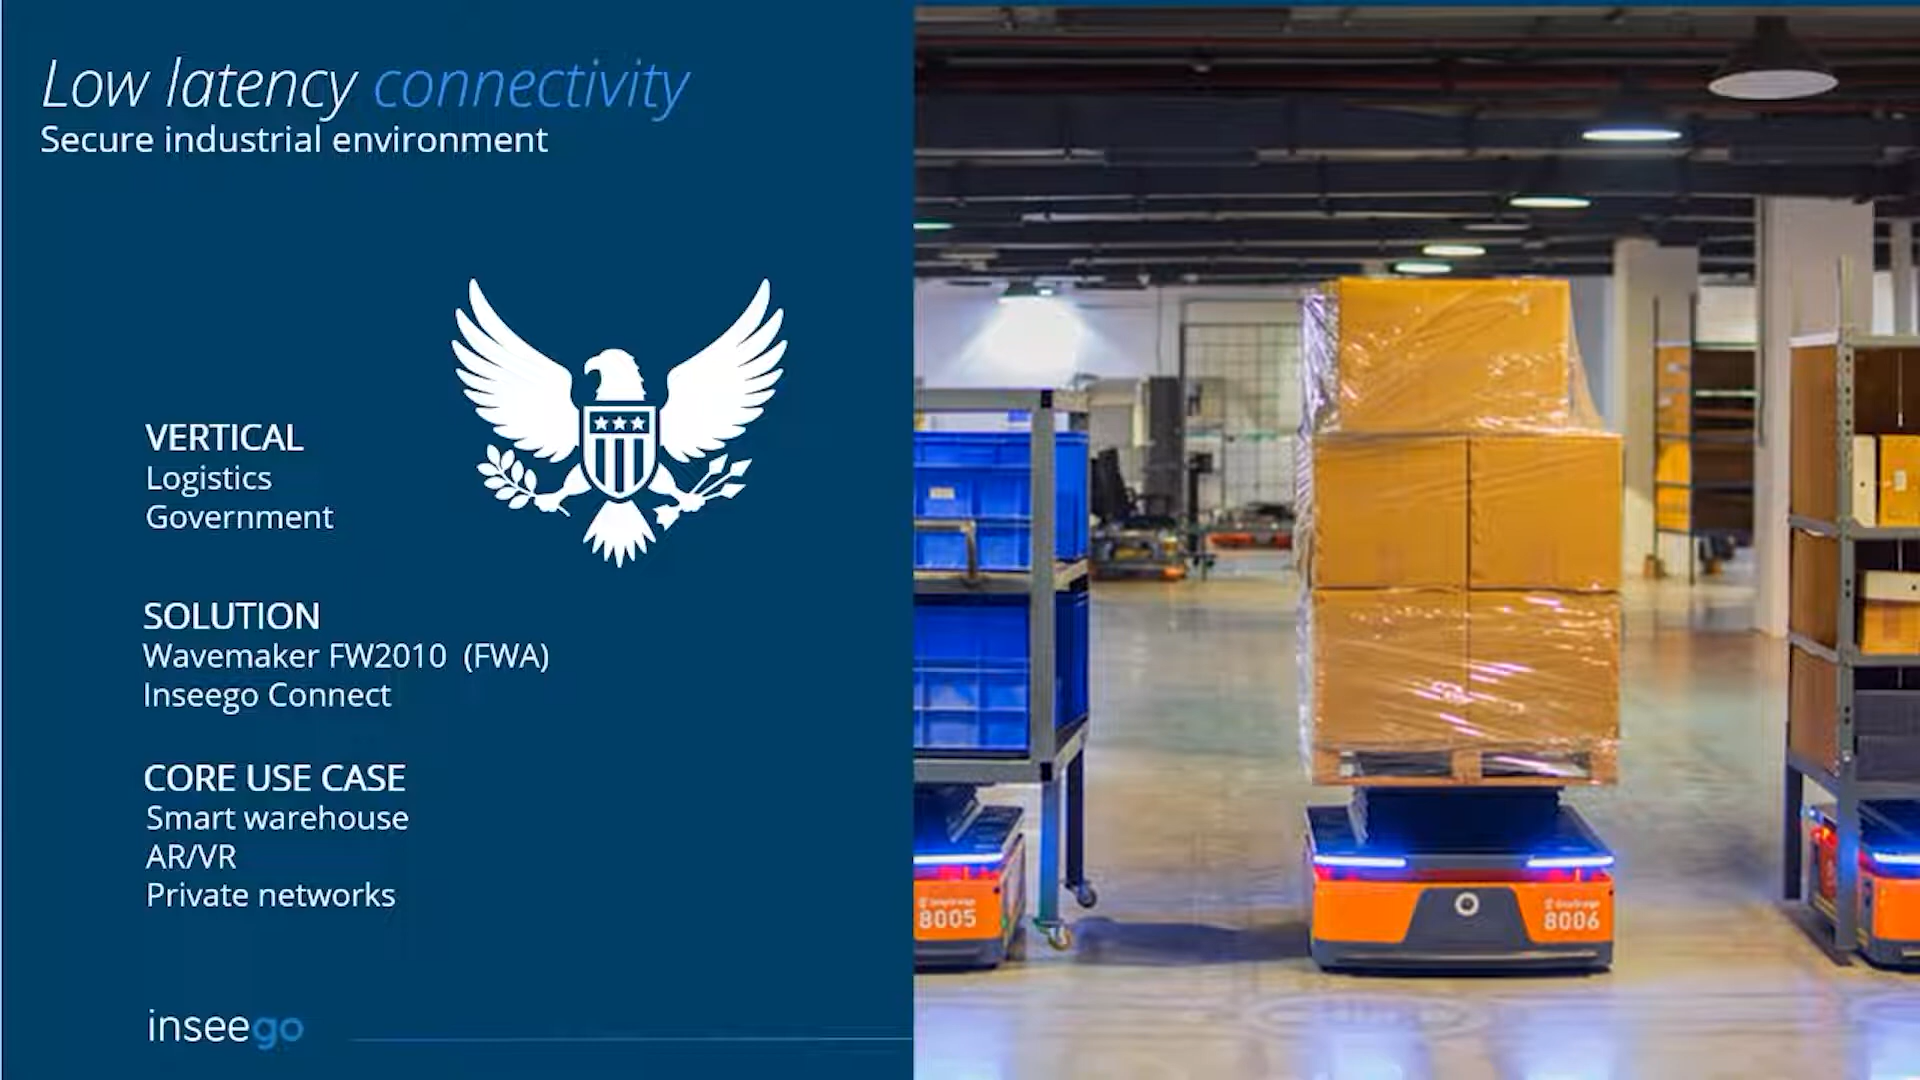 Low latency connectivity
Secure industrial environment
VERTICAL
Logistics
Government
SOLUTION
Wavemaker FW2010 (FWA)
Inseego Connect
CORE USE CASE
Smart warehouse
AR/VR
Private networks
inseego
8005
8006